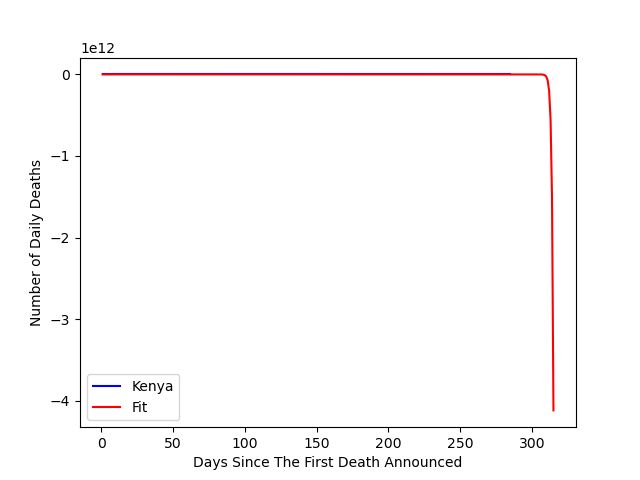 1e12
0
−1
−2
−3
−4
Number of Daily Deaths
Kenya
Fit
0 50 100 150 200 250 300
Days Since The First Death Announced